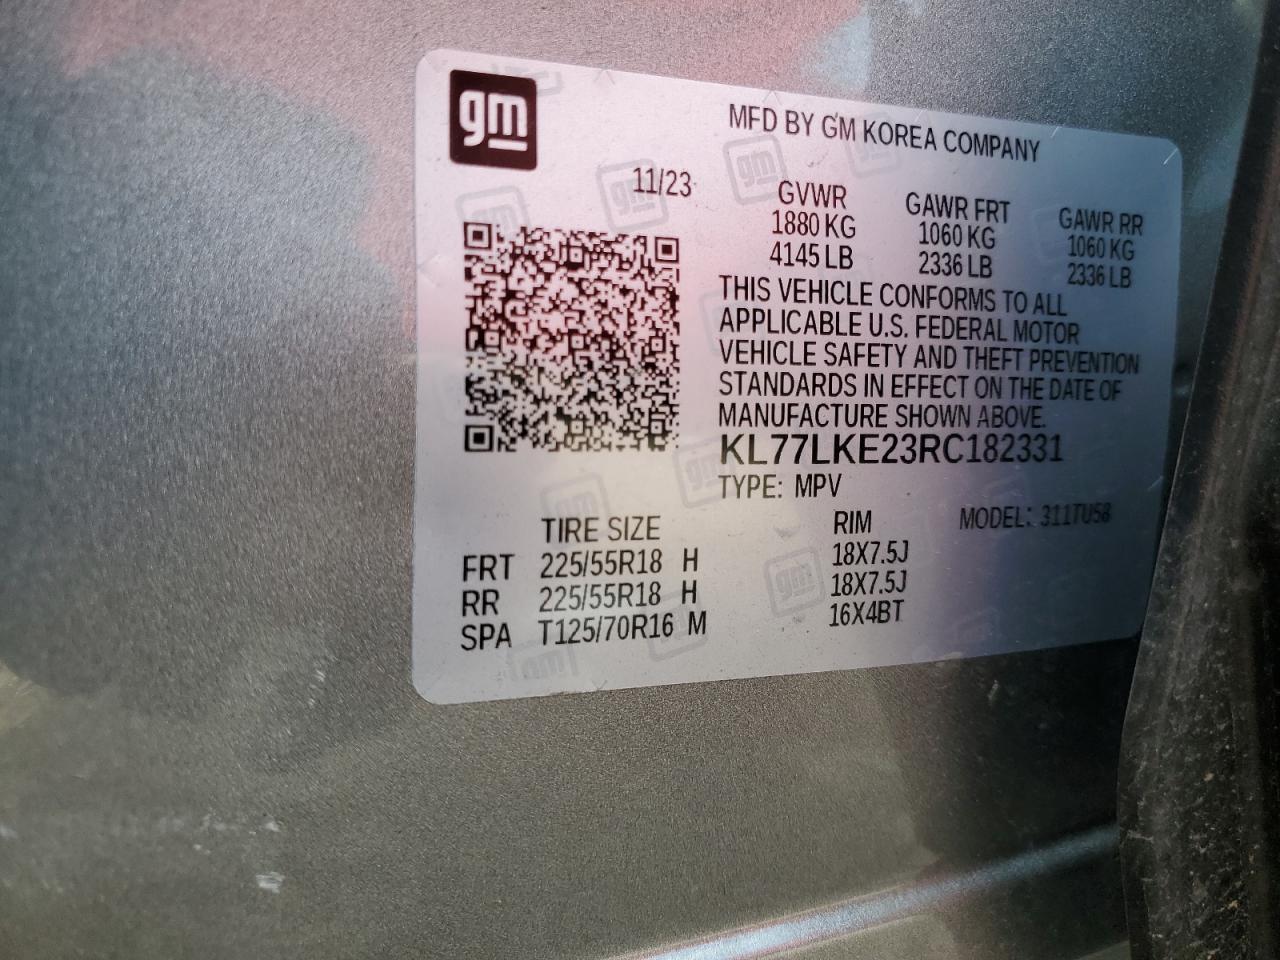 gm
MFD BY GM KOREA COMPANY
11/23
GVWR GAWR FRT GAWR RR
1880 KG 1060 KG 1060 KG
4145 LB 2336 LB 2336 LB
THIS VEHICLE CONFORMS TO ALL
APPLICABLE U.S. FEDERAL MOTOR
VEHICLE SAFETY AND THEFT PREVENTION
STANDARDS IN EFFECT ON THE DATE OF
MANUFACTURE SHOWN ABOVE.
KL77LKE23RC182331
TYPE: MPV
TIRE SIZE RIM MODEL: 311TU58
FRT 225/55R18 H 18X7.5J
RR 225/55R18 H 18X7.5J
SPA T125/70R16 M 16X4BT